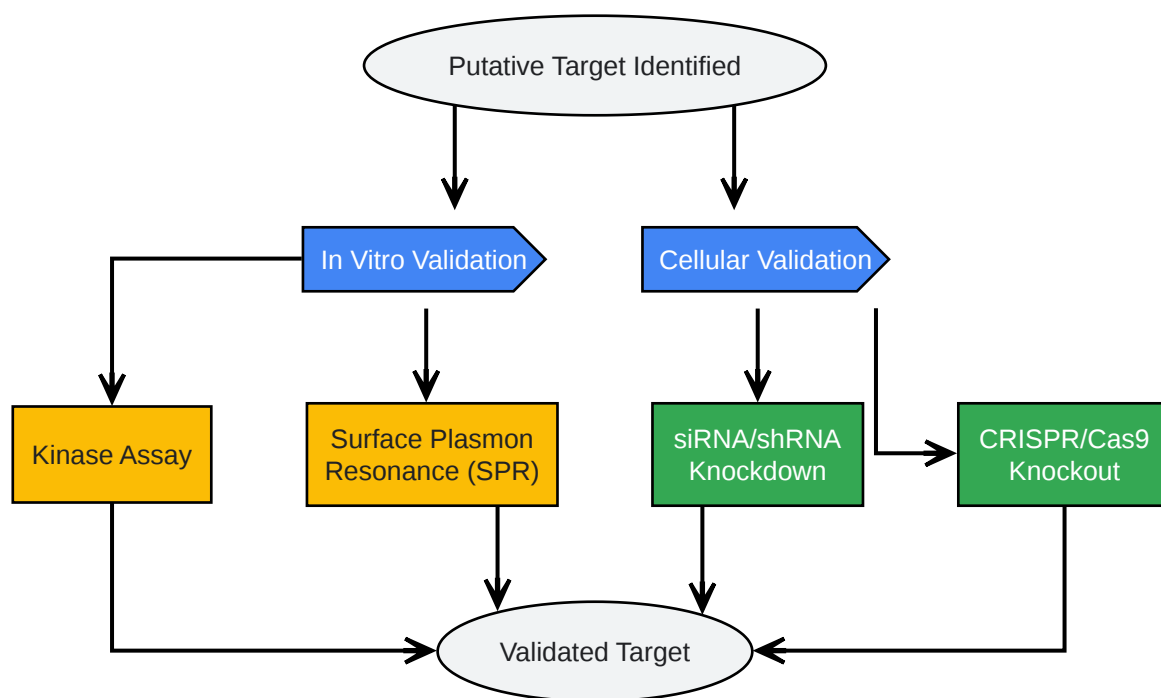 Putative Target Identified
In Vitro Validation
Cellular Validation
Kinase Assay
Surface Plasmon
Resonance (SPR)
siRNA/shRNA
Knockdown
CRISPR/Cas9
Knockout
Validated Target